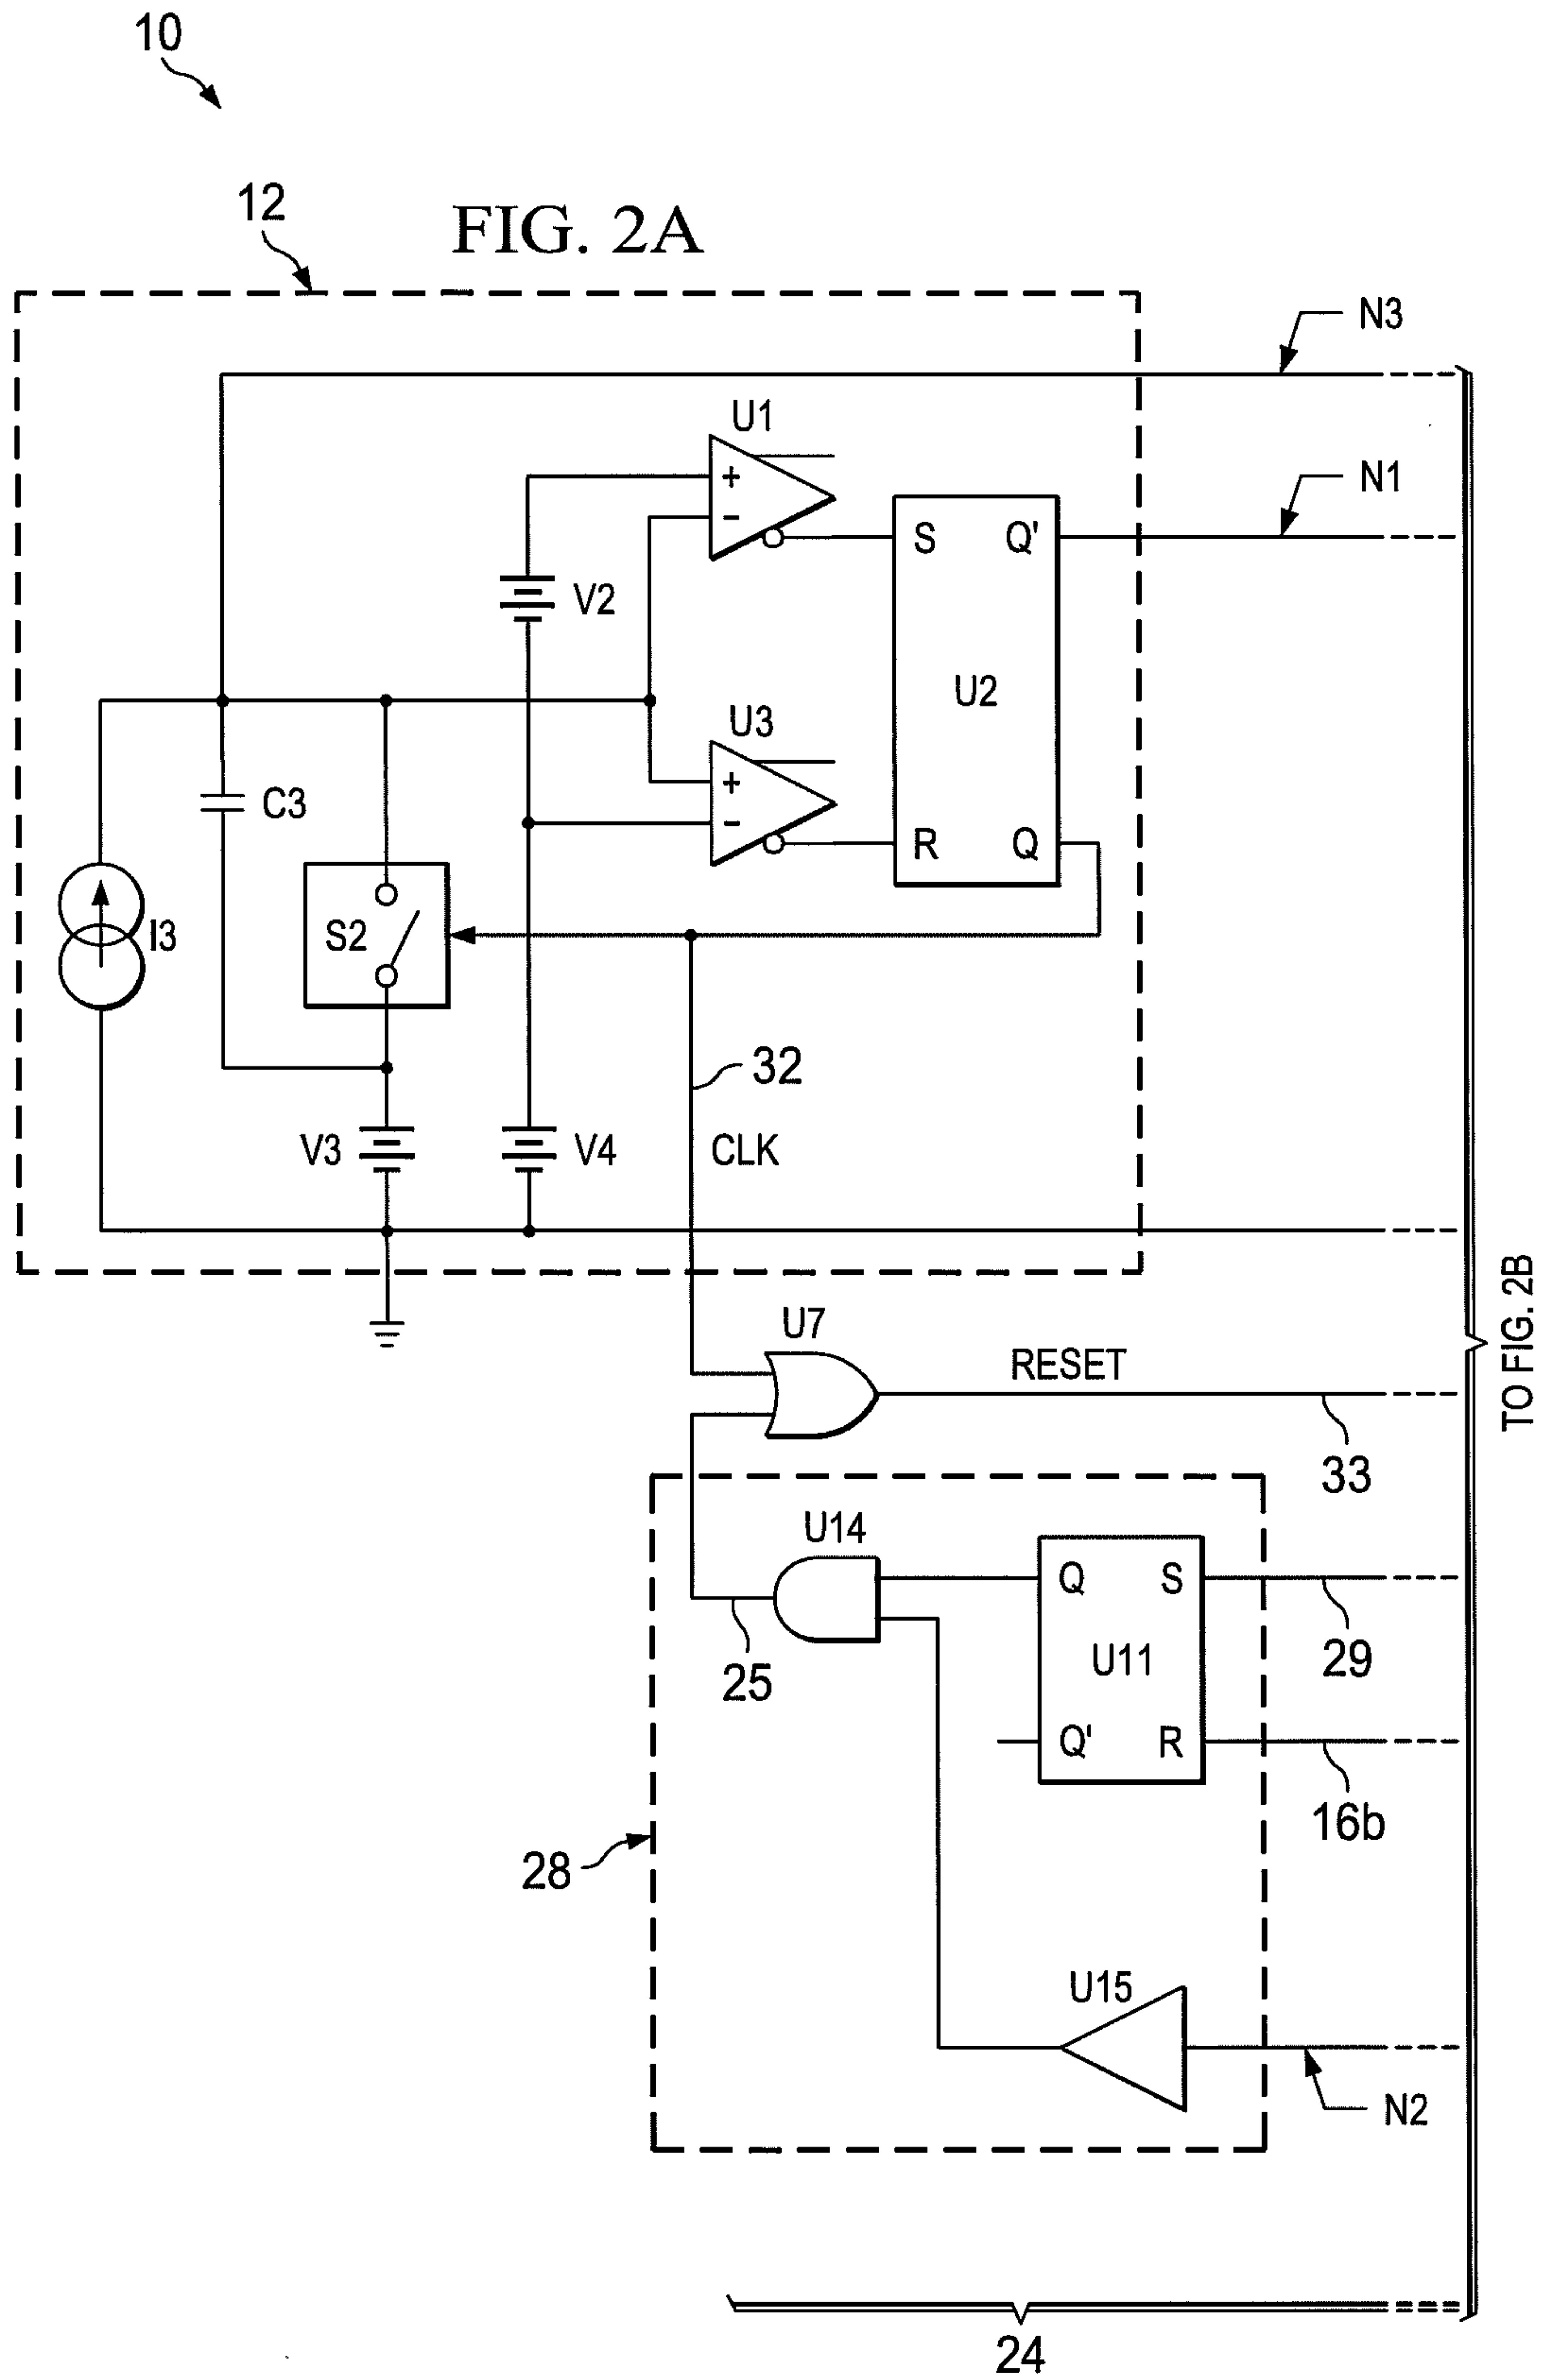 10
12
FIG. 2A
N3
U1
N1
+
-
S
Q'
V2
U2
U3
+
-
C3
R
Q
S2
I3
32
V3
V4
CLK
U7
RESET
TO FIG. 2B
33
U14
Q
S
U11
25
29
Q'
R
16b
28
U15
N2
24